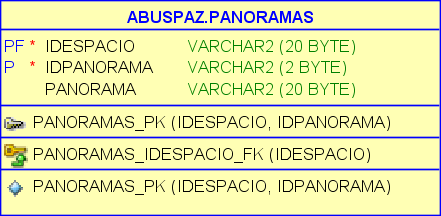 ABUSPAZ.PANORAMAS
PF * IDESPACIO VARCHAR2 (20 BYTE)
P * IDPANORAMA VARCHAR2 (2 BYTE)
PANORAMA VARCHAR2 (20 BYTE)
PANORAMAS_PK (IDESPACIO, IDPANORAMA)
PANORAMAS_IDESPACIO_FK (IDESPACIO)
PANORAMAS_PK (IDESPACIO, IDPANORAMA)